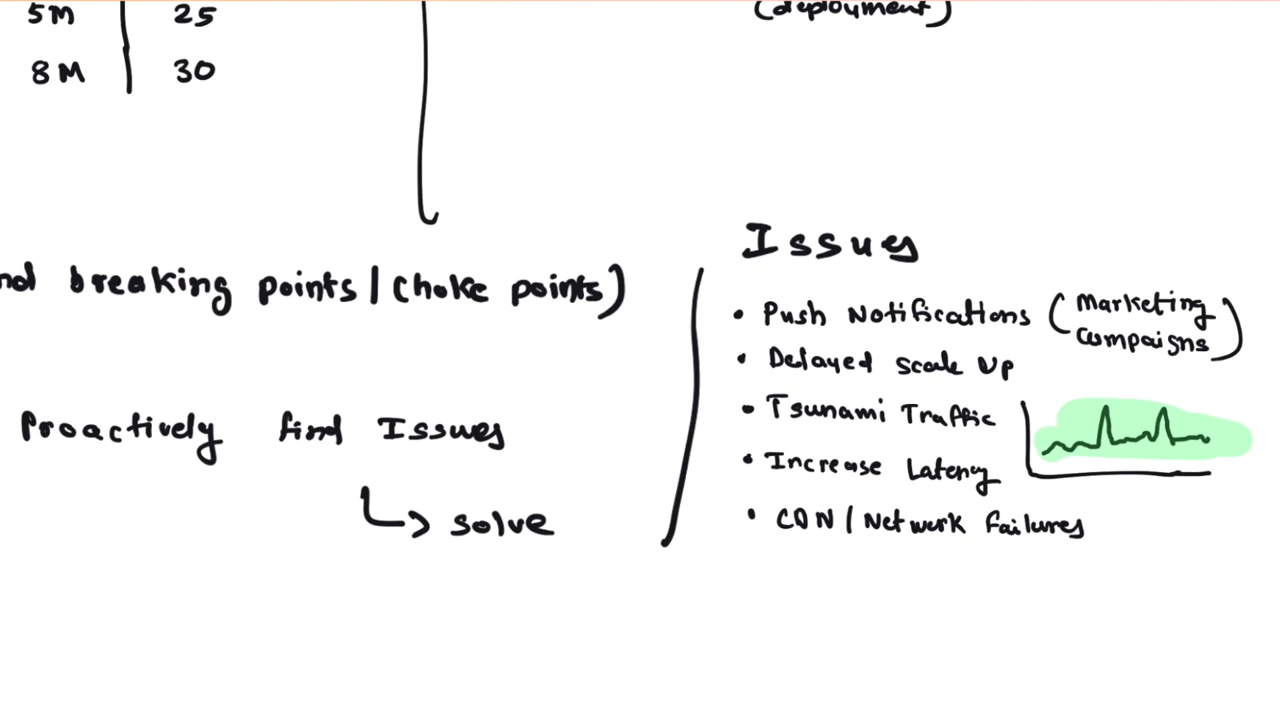 5M 25
8M 30
(deployment)
nd breaking points / choke points)
Proactively find Issues
solve
Issues
• Push Notifications (Marketing
Campaigns)
• Delayed Scale Up
• Tsunami Traffic
• Increase Latency
• CDN / Network Failures